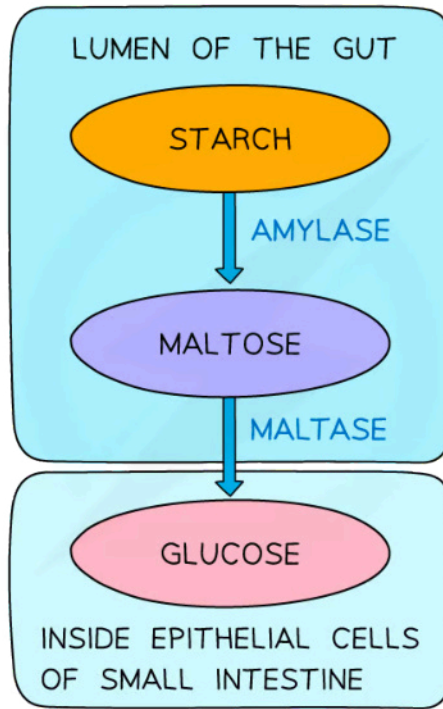 LUMEN OF THE GUT
STARCH
AMYLASE
MALTOSE
MALTASE
GLUCOSE
INSIDE EPITHELIAL CELLS
OF SMALL INTESTINE